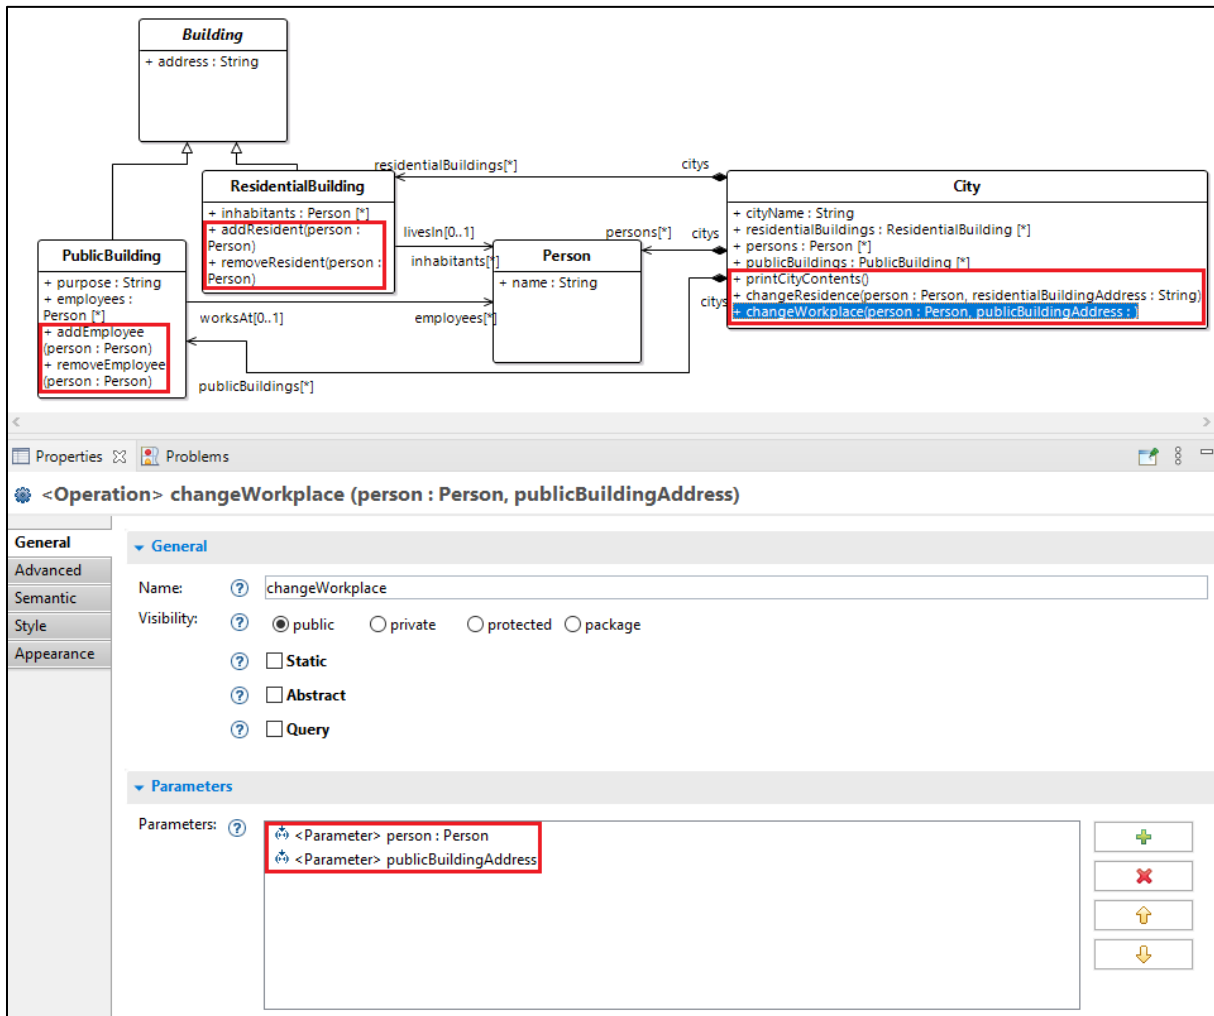 Building
+ address : String
residentialBuildings[*]
citys
ResidentialBuilding
+ inhabitants : Person [*]
+ addResident(person :
Person)
+ removeResident(person :
Person)
City
+ cityName : String
+ residentialBuildings : ResidentialBuilding [*]
+ persons : Person [*]
+ publicBuildings : PublicBuilding [*]
+ printCityContents()
+ changeResidence(person : Person, residentialBuildingAddress : String)
+ changeWorkplace(person : Person, publicBuildingAddress : )
livesIn[0..1]
inhabitants[*]
persons[*]
citys
PublicBuilding
+ purpose : String
+ employees :
Person [*]
+ addEmployee
(person : Person)
+ removeEmployee
(person : Person)
Person
+ name : String
worksAt[0..1]
employees[*]
citys
publicBuildings[*]
Properties
Problems
<Operation> changeWorkplace (person : Person, publicBuildingAddress)
General
Advanced
Semantic
Style
Appearance
General
Name:
changeWorkplace
Visibility:
public
private
protected
package
Static
Abstract
Query
Parameters
Parameters:
<Parameter> person : Person
<Parameter> publicBuildingAddress